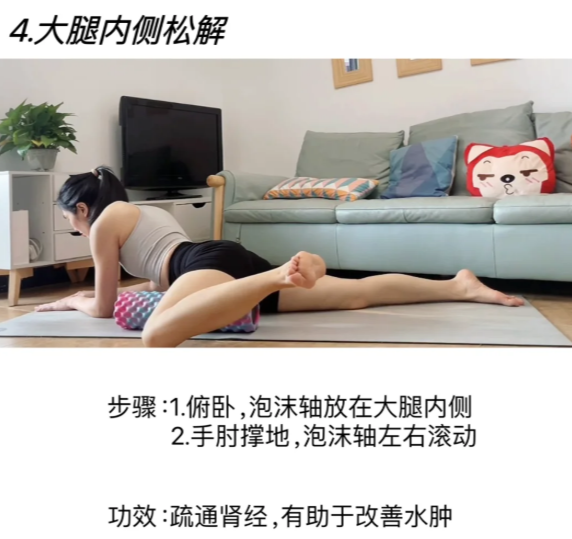 4.大腿内侧松解
步骤:1.俯卧,泡沫轴放在大腿内侧
2.手肘撑地,泡沫轴左右滚动
功效:疏通肾经,有助于改善水肿